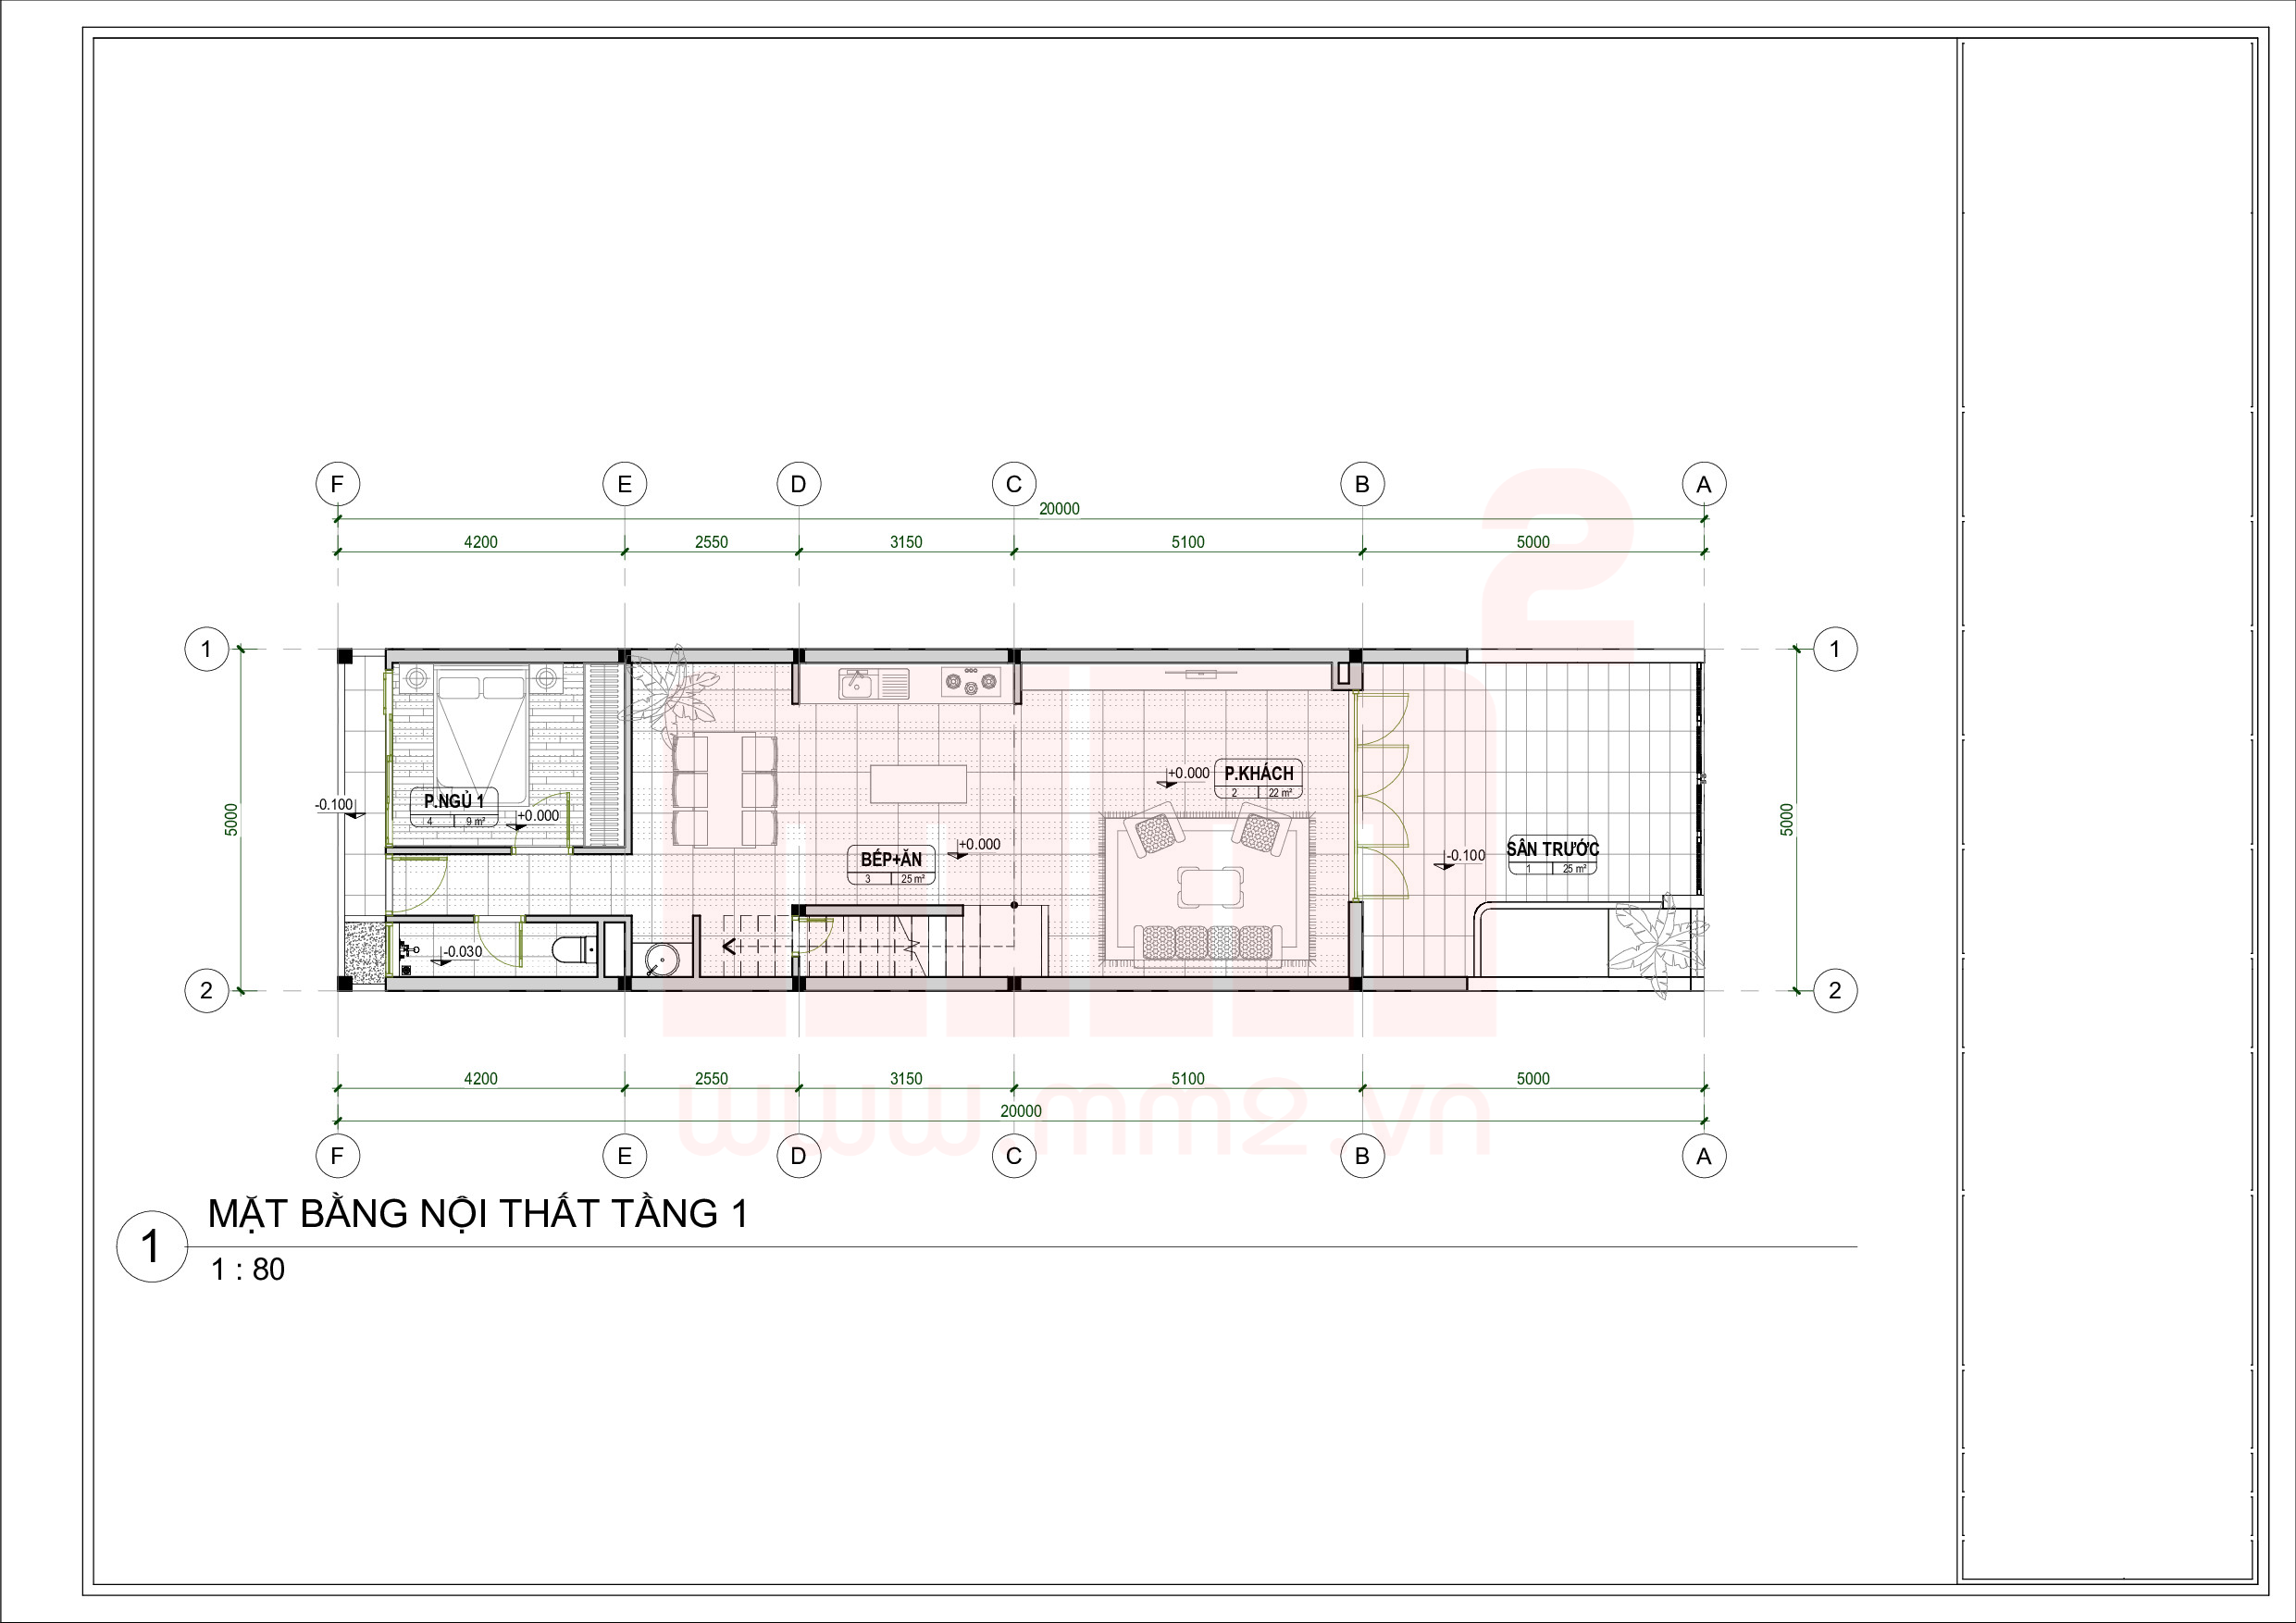 F E D C B A
20000
4200 2550 3150 5100 5000
1 1
-0.100
P.NGỦ 1
4 9 m²
+0.000
+0.000 P.KHÁCH
2 22 m²
5000 5000
BẾP+ĂN
3 25 m²
+0.000
-0.100 SÂN TRƯỚC
1 25 m²
-0.030
2 2
mm2
4200 2550 3150 5100 5000
20000
www.mm2.vn
F E D C B A
1 MẶT BẰNG NỘI THẤT TẦNG 1
1 : 80